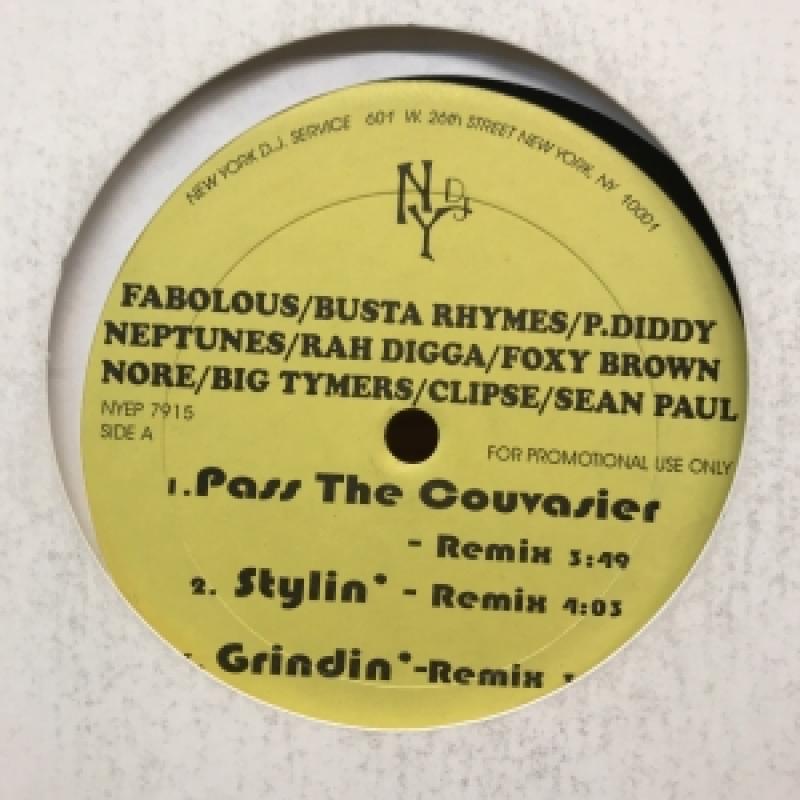 NEW YORK D.J. SERVICE 601 W. 26th STREET NEW YORK, NY 10001
NY DJ
FABOLOUS/BUSTA RHYMES/P.DIDDY
NEPTUNES/RAH DIGGA/FOXY BROWN
NORE/BIG TYMERS/CLIPSE/SEAN PAUL
NYEP 7915
SIDE A
FOR PROMOTIONAL USE ONLY
1. Pass The Couvasier
- Remix 3:49
2. Stylin' - Remix 4:03
Grindin'-Remix